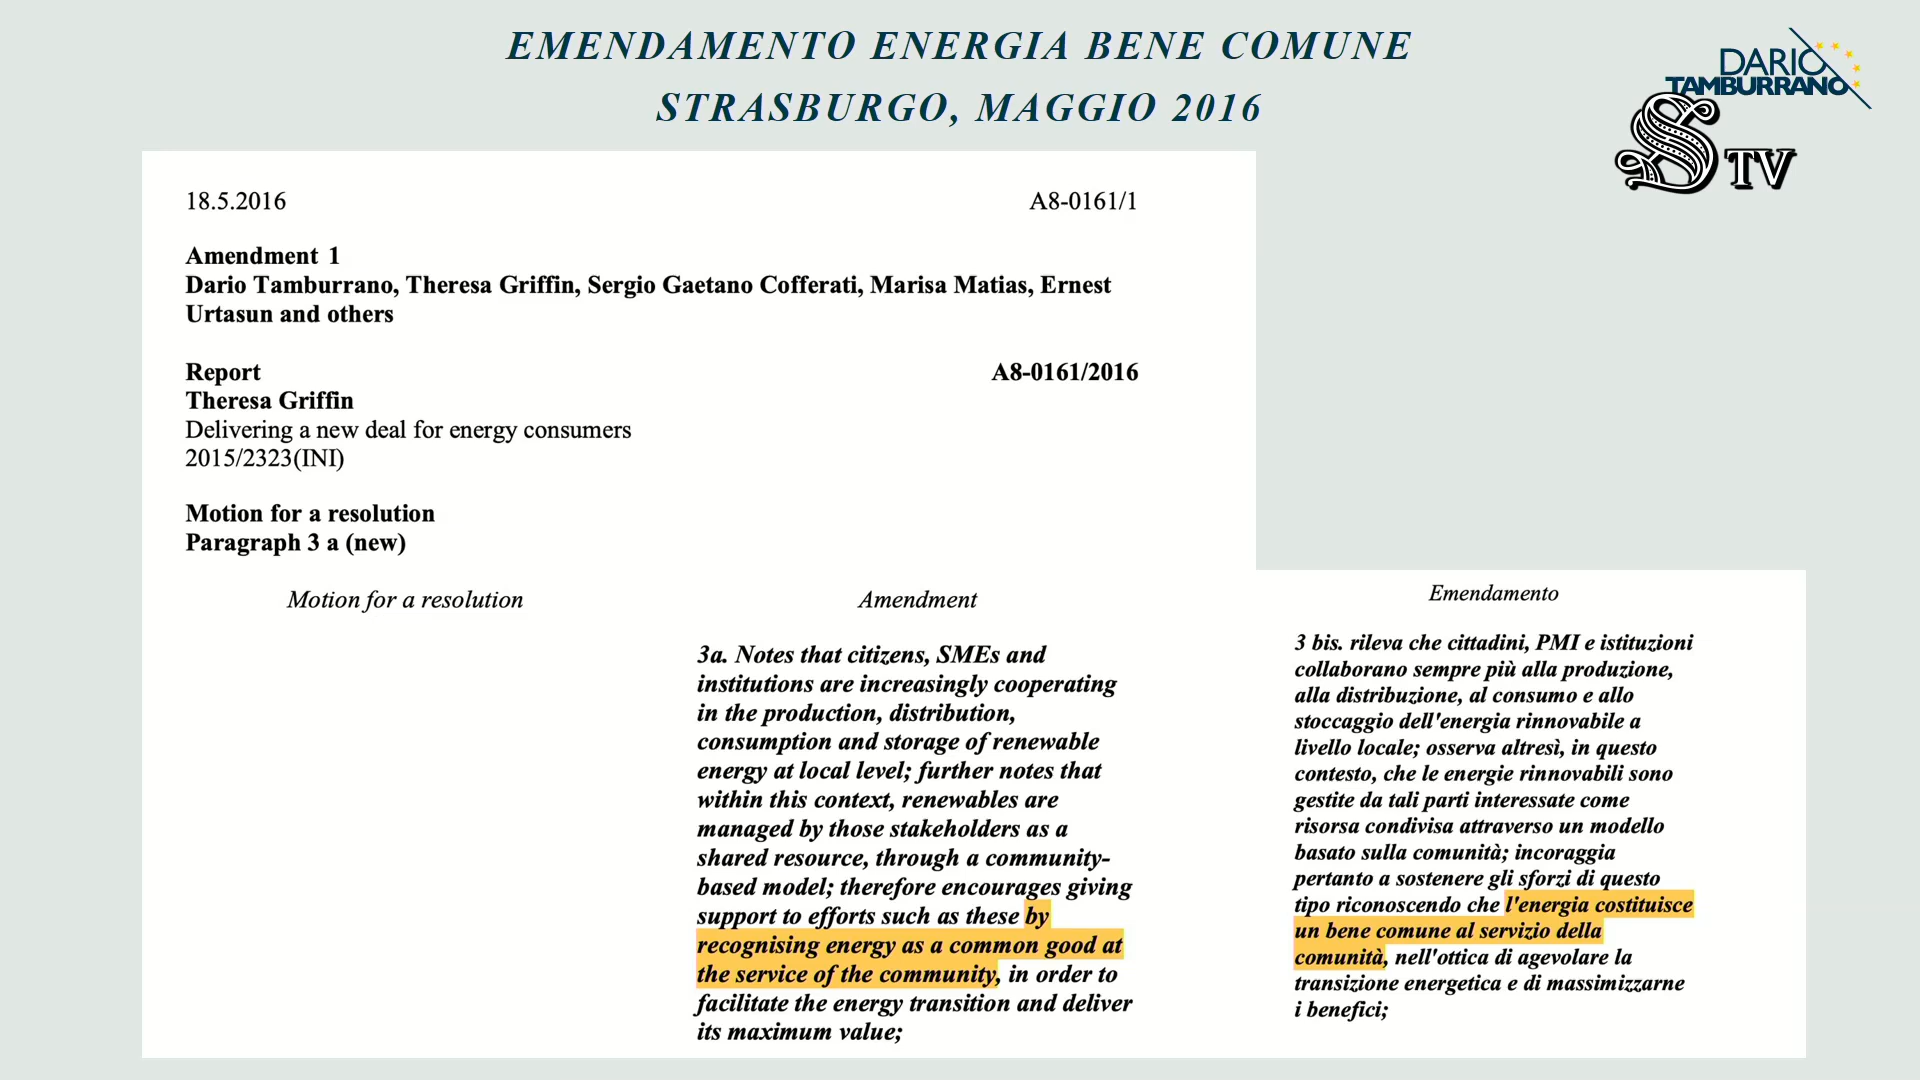 EMENDAMENTO ENERGIA BENE COMUNE
STRASBURGO, MAGGIO 2016
DARIO
TAMBURRANO
S TV
18.5.2016 A8-0161/1
Amendment 1
Dario Tamburrano, Theresa Griffin, Sergio Gaetano Cofferati, Marisa Matias, Ernest
Urtasun and others
Report A8-0161/2016
Theresa Griffin
Delivering a new deal for energy consumers
2015/2323(INI)
Motion for a resolution
Paragraph 3 a (new)
Motion for a resolution Amendment
3a. Notes that citizens, SMEs and
institutions are increasingly cooperating
in the production, distribution,
consumption and storage of renewable
energy at local level; further notes that
within this context, renewables are
managed by those stakeholders as a
shared resource, through a community-
based model; therefore encourages giving
support to efforts such as these by
recognising energy as a common good at
the service of the community, in order to
facilitate the energy transition and deliver
its maximum value;
Emendamento
3 bis. rileva che cittadini, PMI e istituzioni
collaborano sempre più alla produzione,
alla distribuzione, al consumo e allo
stoccaggio dell'energia rinnovabile a
livello locale; osserva altresì, in questo
contesto, che le energie rinnovabili sono
gestite da tali parti interessate come
risorsa condivisa attraverso un modello
basato sulla comunità; incoraggia
pertanto a sostenere gli sforzi di questo
tipo riconoscendo che l'energia costituisce
un bene comune al servizio della
comunità, nell'ottica di agevolare la
transizione energetica e di massimizzarne
i benefici;